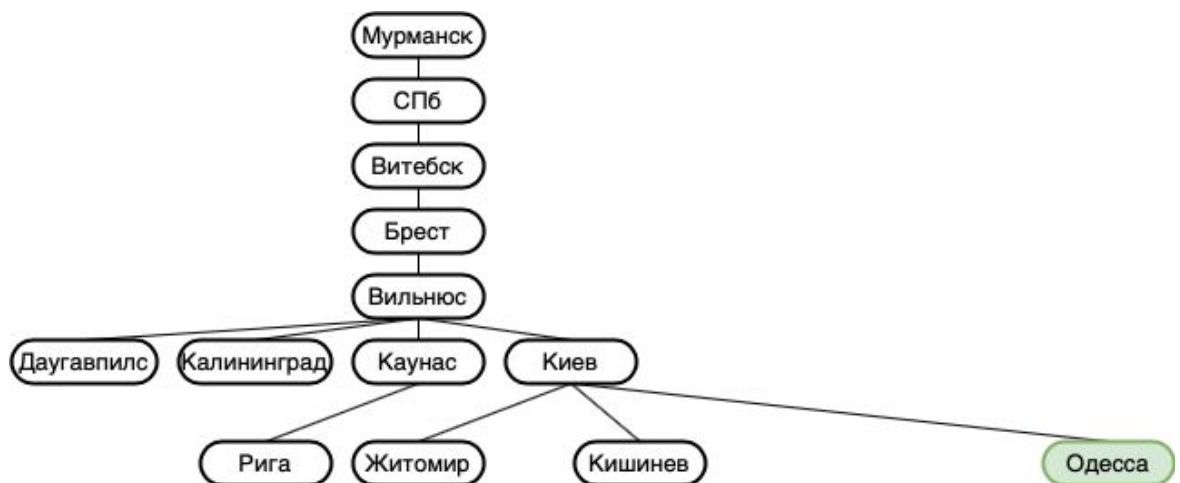 Мурманск
СПб
Витебск
Брест
Вильнюс
Даугавпилс
Калининград
Каунас
Киев
Рига
Житомир
Кишинев
Одесса